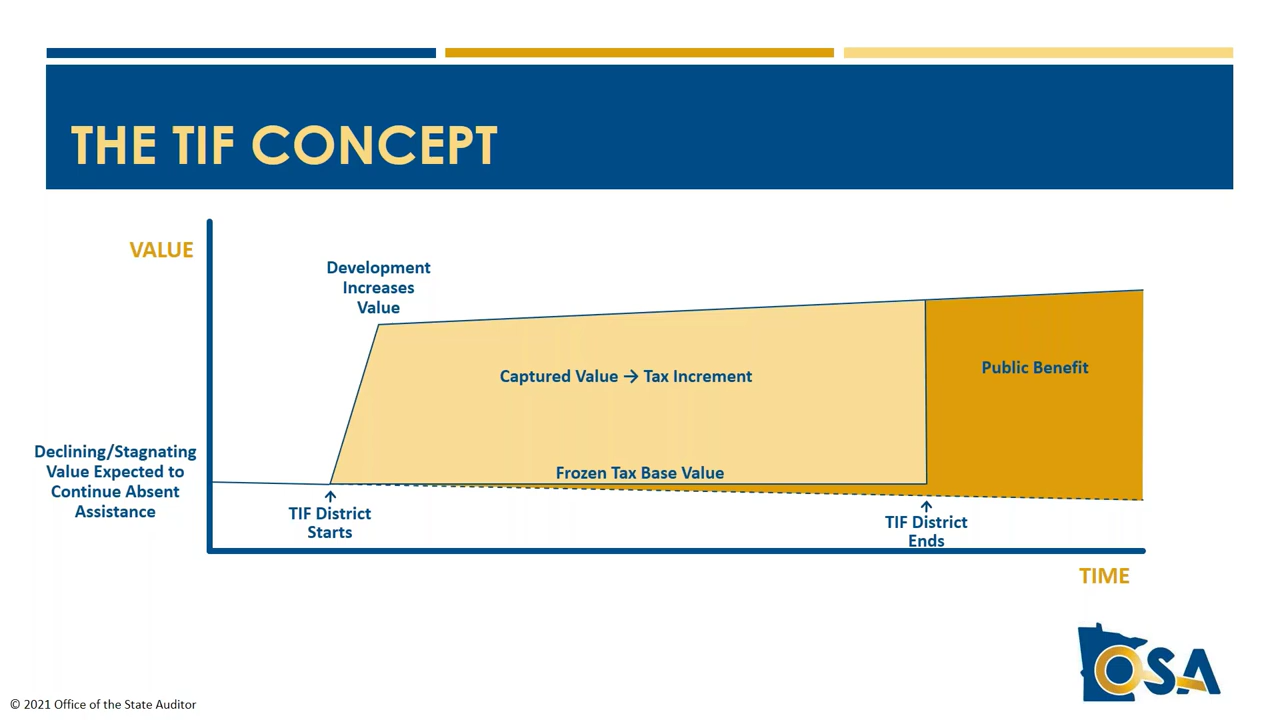 THE TIF CONCEPT
VALUE
Development
Increases
Value
Captured Value → Tax Increment
Public Benefit
Declining/Stagnating
Value Expected to
Continue Absent
Assistance
Frozen Tax Base Value
TIF District
Starts
TIF District
Ends
TIME
OSA
© 2021 Office of the State Auditor